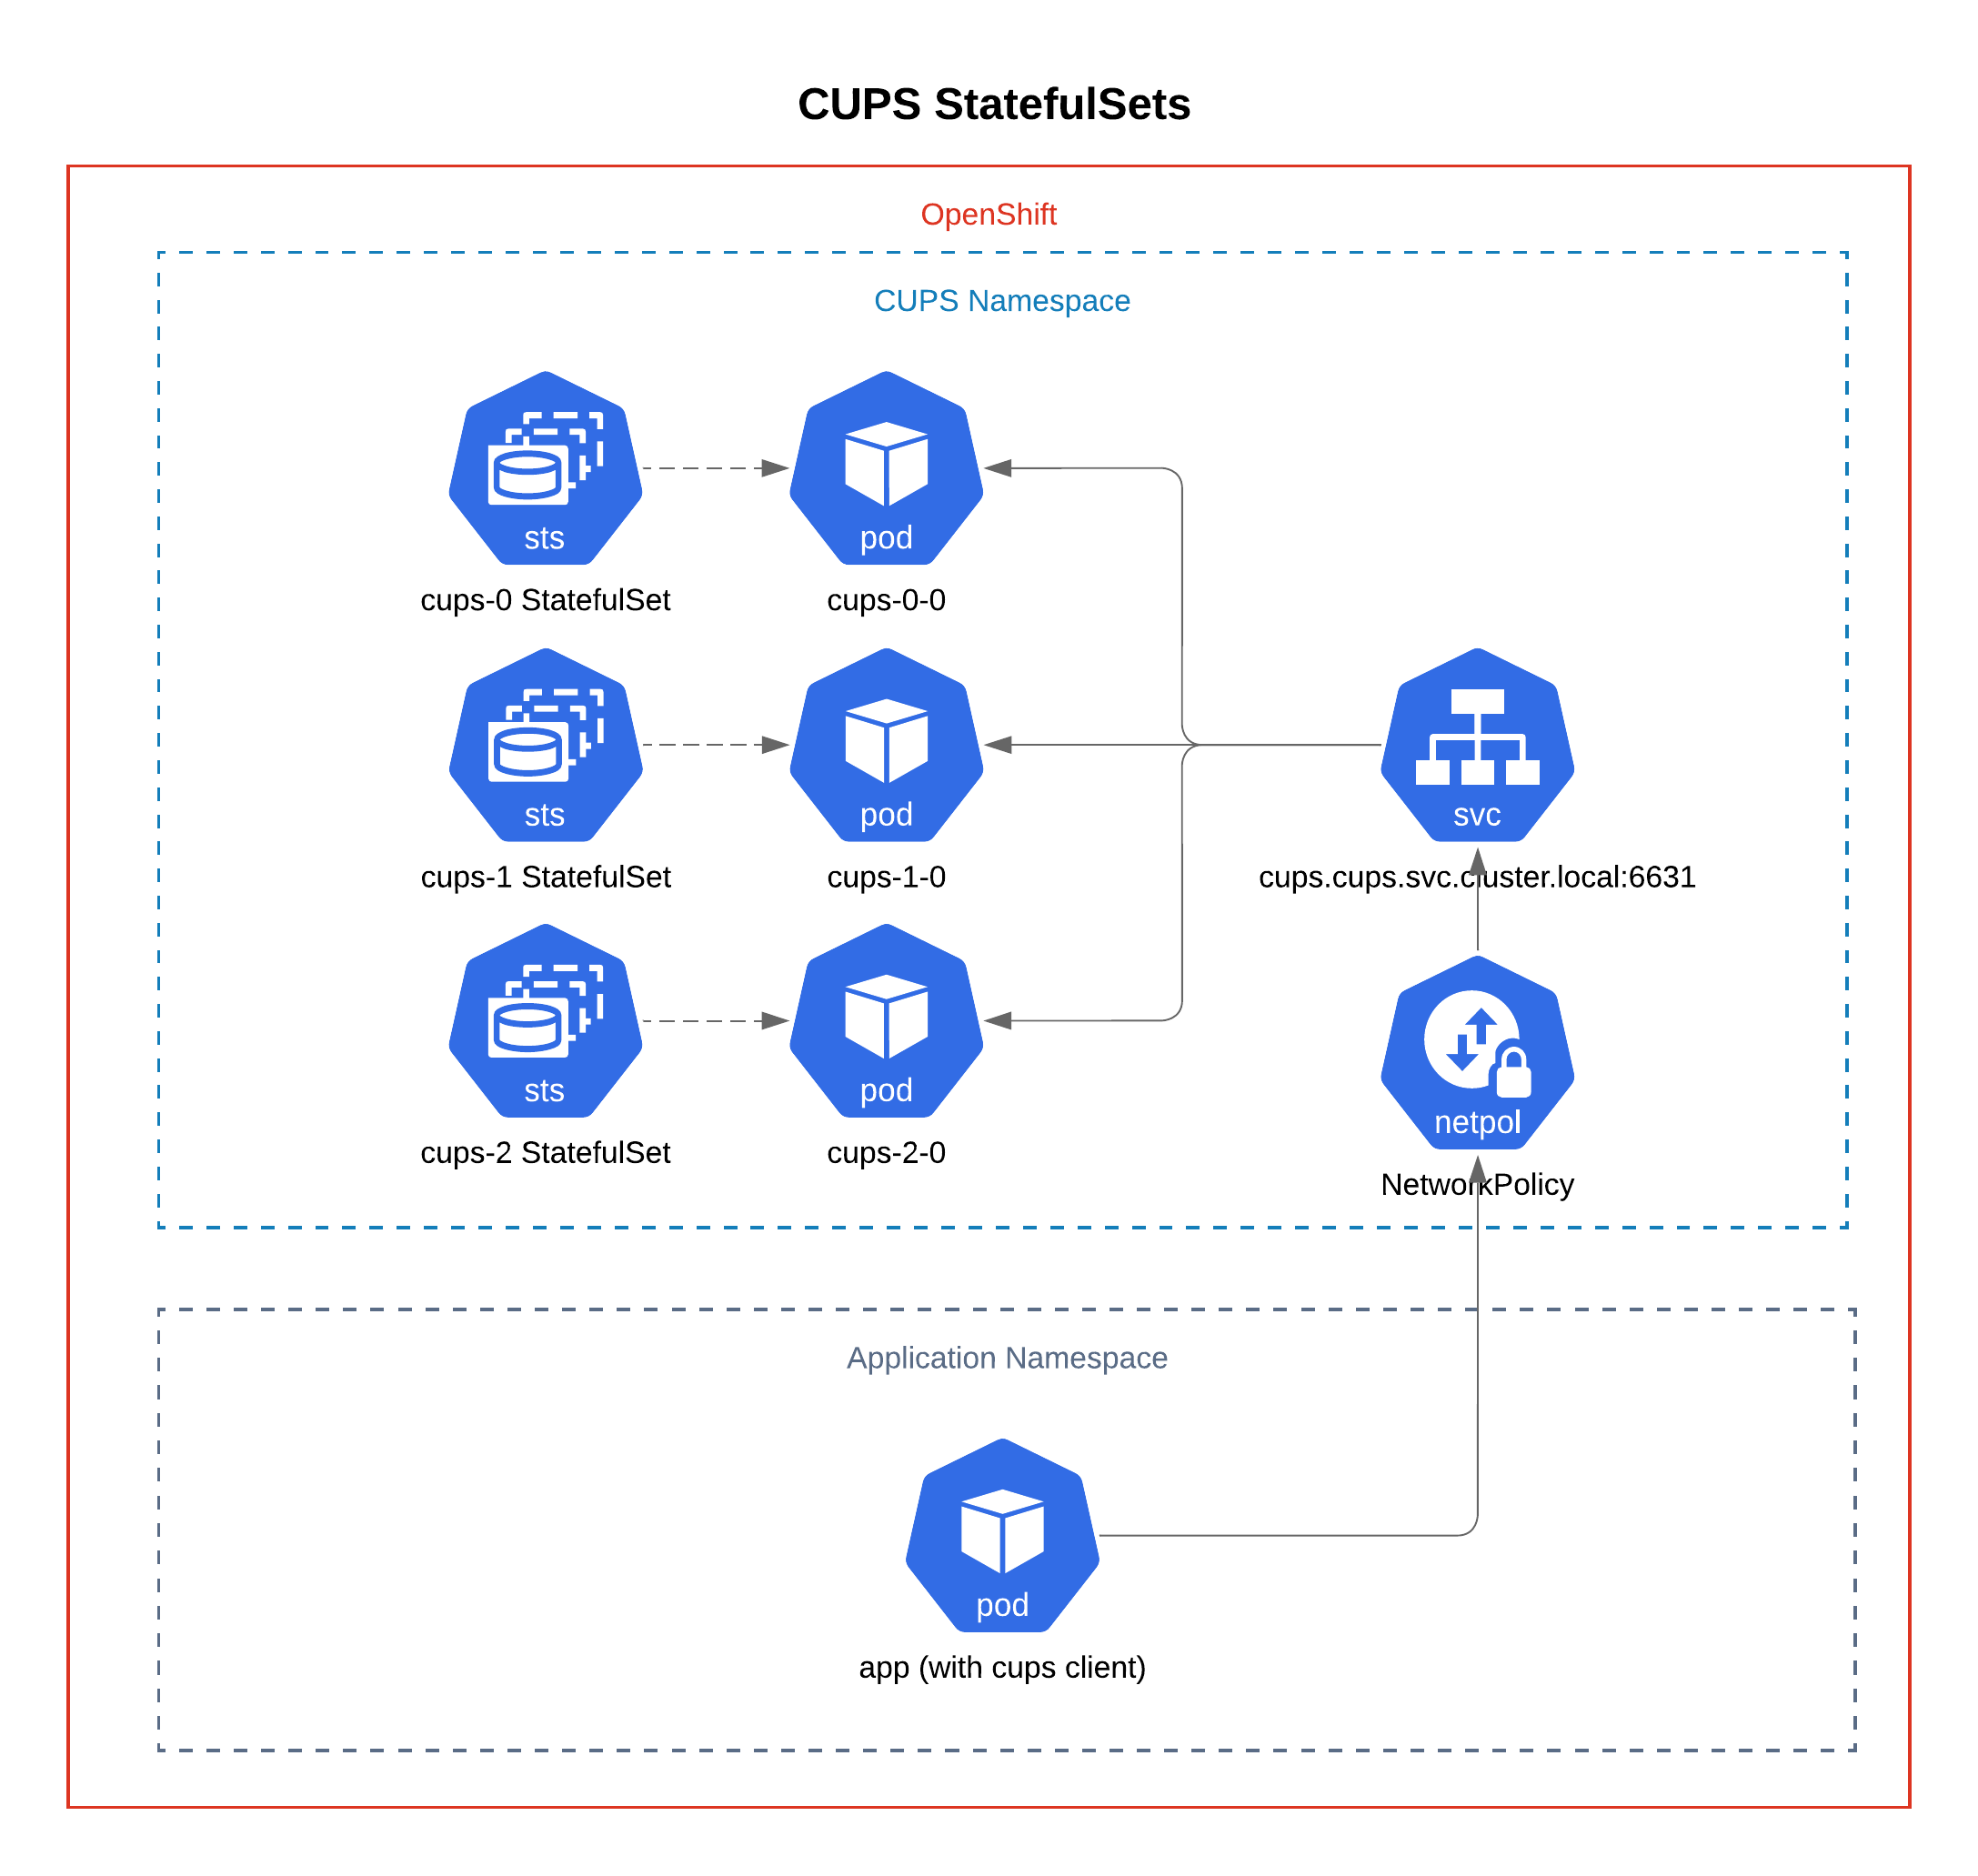 CUPS StatefulSets
OpenShift
CUPS Namespace
sts
pod
cups-0 StatefulSet
cups-0-0
sts
pod
svc
cups-1 StatefulSet
cups-1-0
cups.cups.svc.cluster.local:6631
sts
pod
netpol
cups-2 StatefulSet
cups-2-0
NetworkPolicy
Application Namespace
pod
app (with cups client)